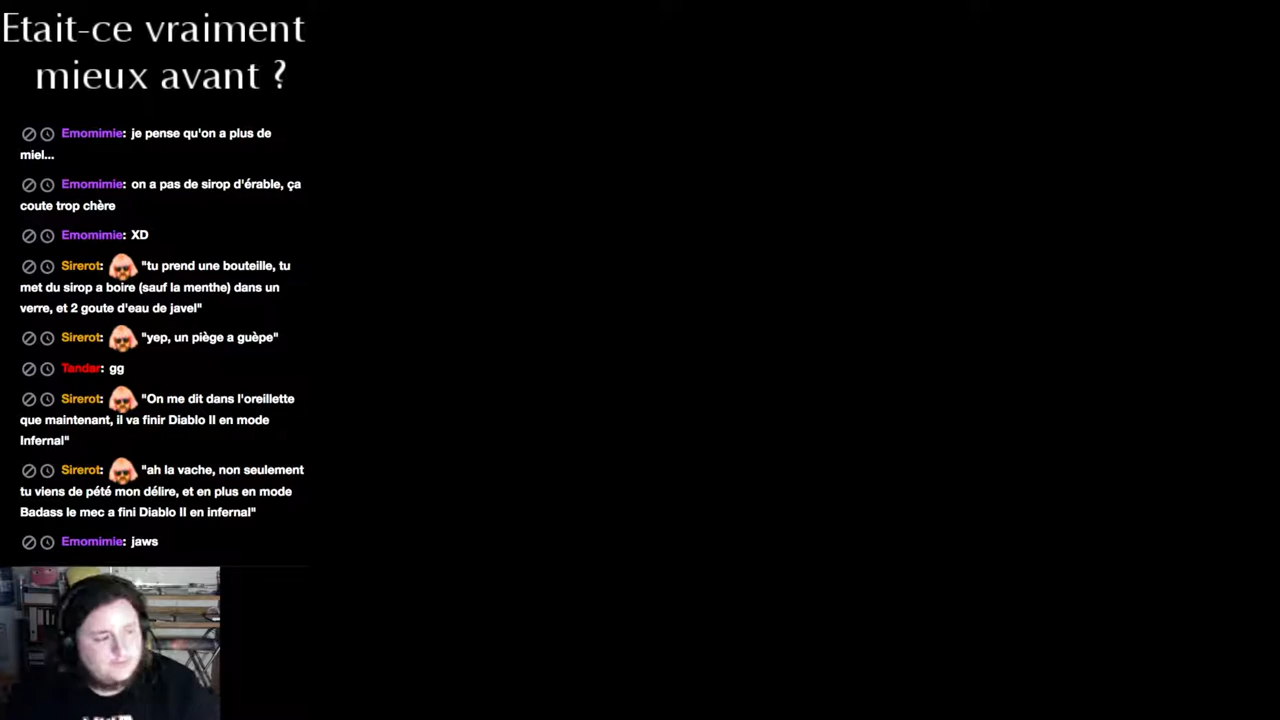 Etait-ce vraiment
mieux avant ?
Emomimie: je pense qu'on a plus de
miel...
Emomimie: on a pas de sirop d'érable, ça
coute trop chère
Emomimie: XD
Sirerot: "tu prend une bouteille, tu
met du sirop a boire (sauf la menthe) dans un
verre, et 2 goute d'eau de javel"
Sirerot: "yep, un piège a guèpe"
Tandar: gg
Sirerot: "On me dit dans l'oreillette
que maintenant, il va finir Diablo II en mode
Infernal"
Sirerot: "ah la vache, non seulement
tu viens de pété mon délire, et en plus en mode
Badass le mec a fini Diablo II en infernal"
Emomimie: jaws